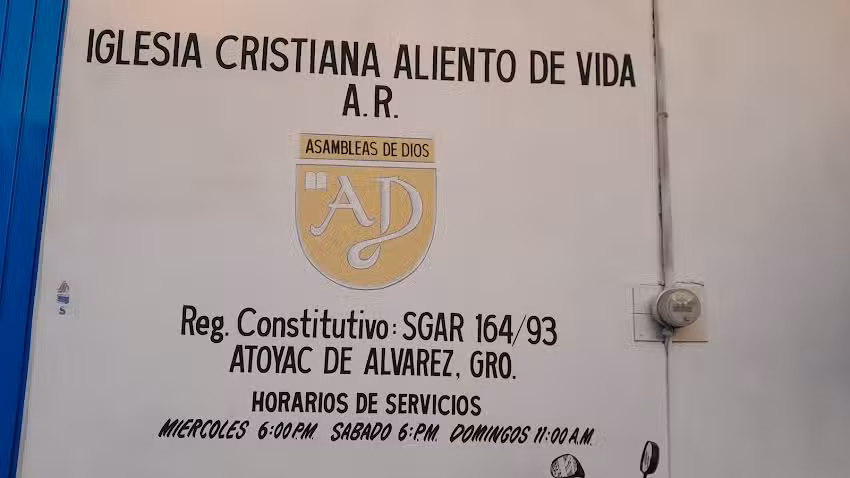 IGLESIA CRISTIANA ALIENTO DE VIDA
A.R.
ASAMBLEAS DE DIOS
AD
Reg. Constitutivo: SGAR 164/93
ATOYAC DE ALVAREZ, GRO.
HORARIOS DE SERVICIOS
MIERCOLES 6:00 P.M. SABADO 6: P.M. DOMINGOS 11:00 A.M.